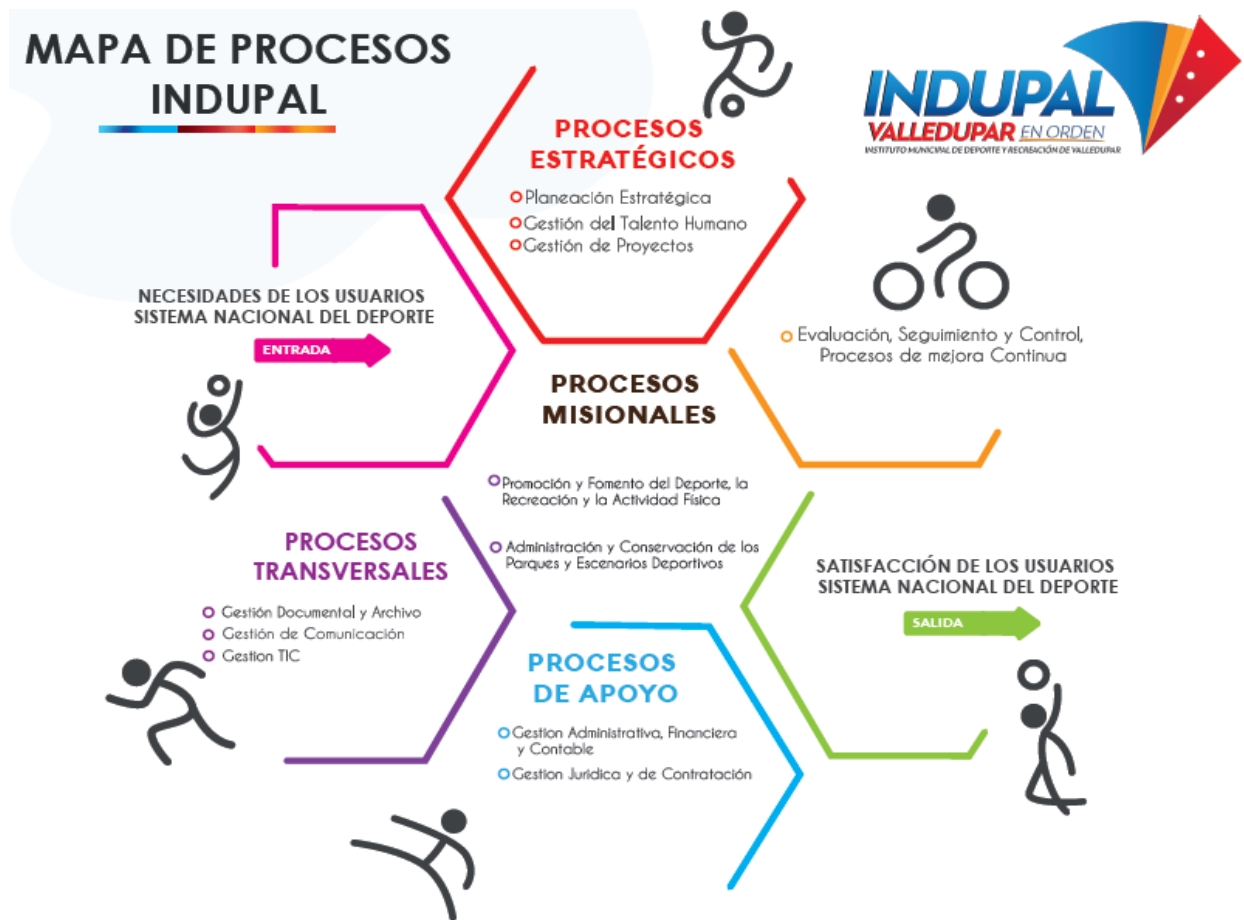 MAPA DE PROCESOS
INDUPAL
INDUPAL
VALLEDUPAR EN ORDEN
INSTITUTO MUNICIPAL DE DEPORTE Y RECREACIÓN DE VALLEDUPAR
PROCESOS
ESTRATÉGICOS
Planeación Estratégica
Gestión del Talento Humano
Gestión de Proyectos
NECESIDADES DE LOS USUARIOS
SISTEMA NACIONAL DEL DEPORTE
ENTRADA
Evaluación, Seguimiento y Control,
Procesos de mejora Continua
PROCESOS
MISIONALES
Promoción y Fomento del Deporte, la
Recreación y la Actividad Física
Administración y Conservación de los
Parques y Escenarios Deportivos
PROCESOS
TRANSVERSALES
Gestión Documental y Archivo
Gestión de Comunicación
Gestion TIC
SATISFACCIÓN DE LOS USUARIOS
SISTEMA NACIONAL DEL DEPORTE
SALIDA
PROCESOS
DE APOYO
Gestion Administrativa, Financiera
y Contable
Gestion Juridica y de Contratación